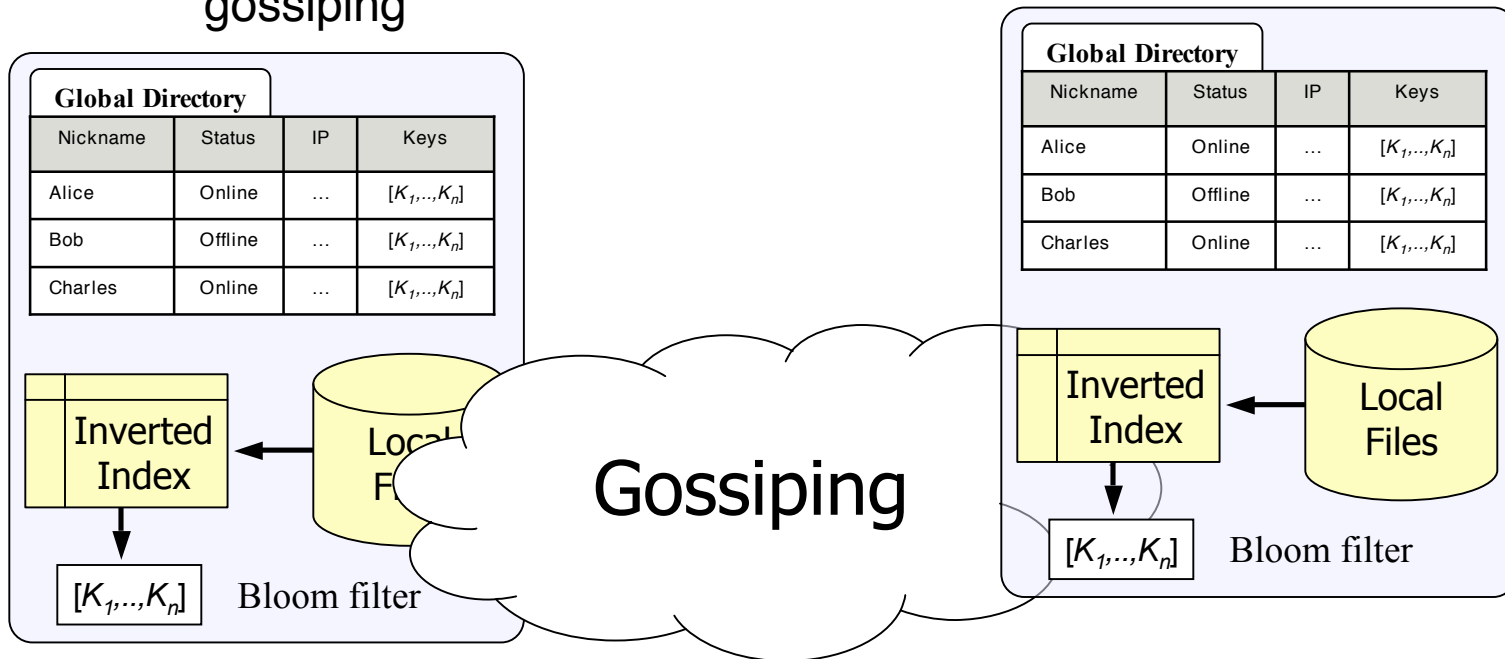 gossiping
Global Directory
Nickname Status IP Keys
Alice Online ... [K1,..,Kn]
Bob Offline ... [K1,..,Kn]
Charles Online ... [K1,..,Kn]
Inverted
Index
Local
F
[K1,..,Kn]
Bloom filter
Gossiping
Global Directory
Nickname Status IP Keys
Alice Online ... [K1,..,Kn]
Bob Offline ... [K1,..,Kn]
Charles Online ... [K1,..,Kn]
Inverted
Index
Local
Files
[K1,..,Kn]
Bloom filter